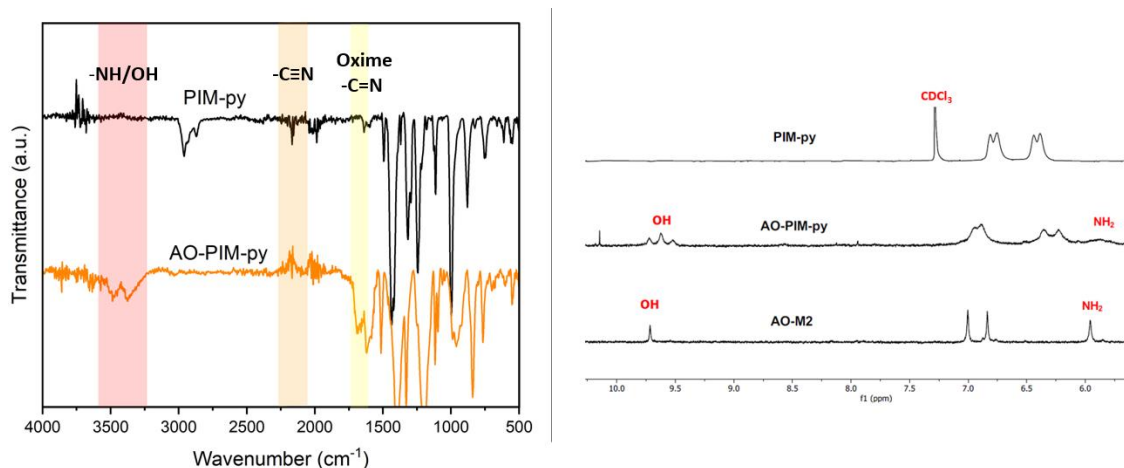 -NH/OH
-C≡N
Oxime
-C=N
PIM-py
AO-PIM-py
Transmittance (a.u.)
4000 3500 3000 2500 2000 1500 1000 500
Wavenumber (cm⁻¹)
CDCl₃
PIM-py
OH
AO-PIM-py
NH₂
OH
AO-M2
NH₂
10.0 9.5 9.0 8.5 8.0 7.5 7.0 6.5 6.0
f1 (ppm)